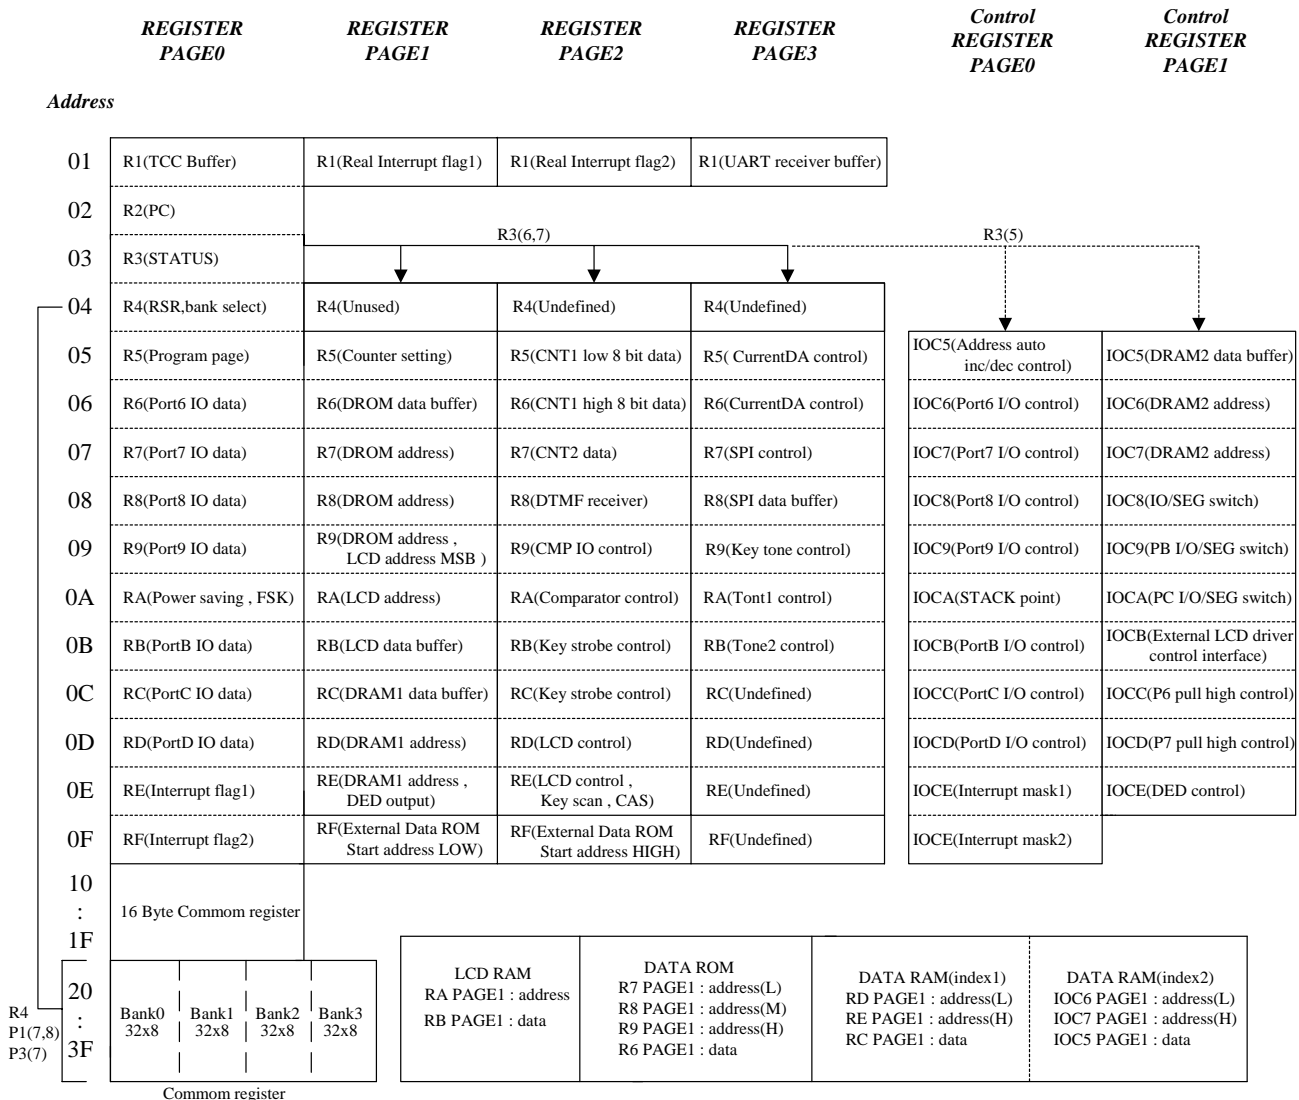 REGISTER PAGE0
REGISTER PAGE1
REGISTER PAGE2
REGISTER PAGE3
Control REGISTER PAGE0
Control REGISTER PAGE1
Address
01
R1(TCC Buffer)
R1(Real Interrupt flag1)
R1(Real Interrupt flag2)
R1(UART receiver buffer)
02
R2(PC)
R3(6,7)
R3(5)
03
R3(STATUS)
04
R4(RSR,bank select)
R4(Unused)
R4(Undefined)
R4(Undefined)
05
R5(Program page)
R5(Counter setting)
R5(CNT1 low 8 bit data)
R5( CurrentDA control)
IOC5(Address auto
inc/dec control)
IOC5(DRAM2 data buffer)
06
R6(Port6 IO data)
R6(DROM data buffer)
R6(CNT1 high 8 bit data)
R6(CurrentDA control)
IOC6(Port6 I/O control)
IOC6(DRAM2 address)
07
R7(Port7 IO data)
R7(DROM address)
R7(CNT2 data)
R7(SPI control)
IOC7(Port7 I/O control)
IOC7(DRAM2 address)
08
R8(Port8 IO data)
R8(DROM address)
R8(DTMF receiver)
R8(SPI data buffer)
IOC8(Port8 I/O control)
IOC8(IO/SEG switch)
09
R9(Port9 IO data)
R9(DROM address ,
LCD address MSB )
R9(CMP IO control)
R9(Key tone control)
IOC9(Port9 I/O control)
IOC9(PB I/O/SEG switch)
0A
RA(Power saving , FSK)
RA(LCD address)
RA(Comparator control)
RA(Tont1 control)
IOCA(STACK point)
IOCA(PC I/O/SEG switch)
0B
RB(PortB IO data)
RB(LCD data buffer)
RB(Key strobe control)
RB(Tone2 control)
IOCB(PortB I/O control)
IOCB(External LCD driver
control interface)
0C
RC(PortC IO data)
RC(DRAM1 data buffer)
RC(Key strobe control)
RC(Undefined)
IOCC(PortC I/O control)
IOCC(P6 pull high control)
0D
RD(PortD IO data)
RD(DRAM1 address)
RD(LCD control)
RD(Undefined)
IOCD(PortD I/O control)
IOCD(P7 pull high control)
0E
RE(Interrupt flag1)
RE(DRAM1 address ,
DED output)
RE(LCD control ,
Key scan , CAS)
RE(Undefined)
IOCE(Interrupt mask1)
IOCE(DED control)
0F
RF(Interrupt flag2)
RF(External Data ROM
Start address LOW)
RF(External Data ROM
Start address HIGH)
RF(Undefined)
IOCE(Interrupt mask2)
10
:
1F
16 Byte Commom register
20
:
3F
R4
P1(7,8)
P3(7)
Bank0
32x8
Bank1
32x8
Bank2
32x8
Bank3
32x8
Commom register
LCD RAM
RA PAGE1 : address
RB PAGE1 : data
DATA ROM
R7 PAGE1 : address(L)
R8 PAGE1 : address(M)
R9 PAGE1 : address(H)
R6 PAGE1 : data
DATA RAM(index1)
RD PAGE1 : address(L)
RE PAGE1 : address(H)
RC PAGE1 : data
DATA RAM(index2)
IOC6 PAGE1 : address(L)
IOC7 PAGE1 : address(H)
IOC5 PAGE1 : data